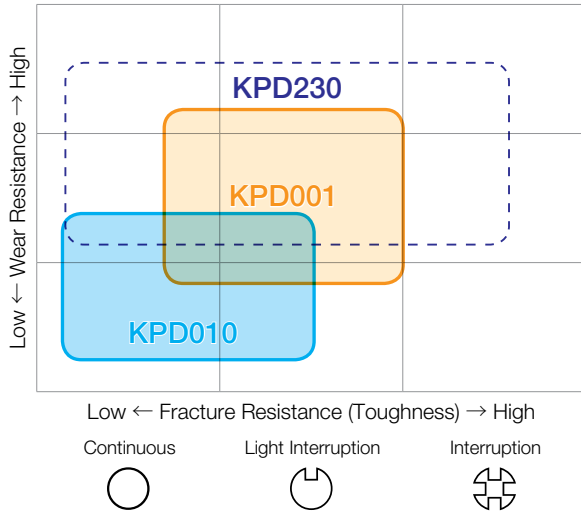 Low ← Wear Resistance → High
KPD230
KPD001
KPD010
Low ← Fracture Resistance (Toughness) → High
Continuous
Light Interruption
Interruption